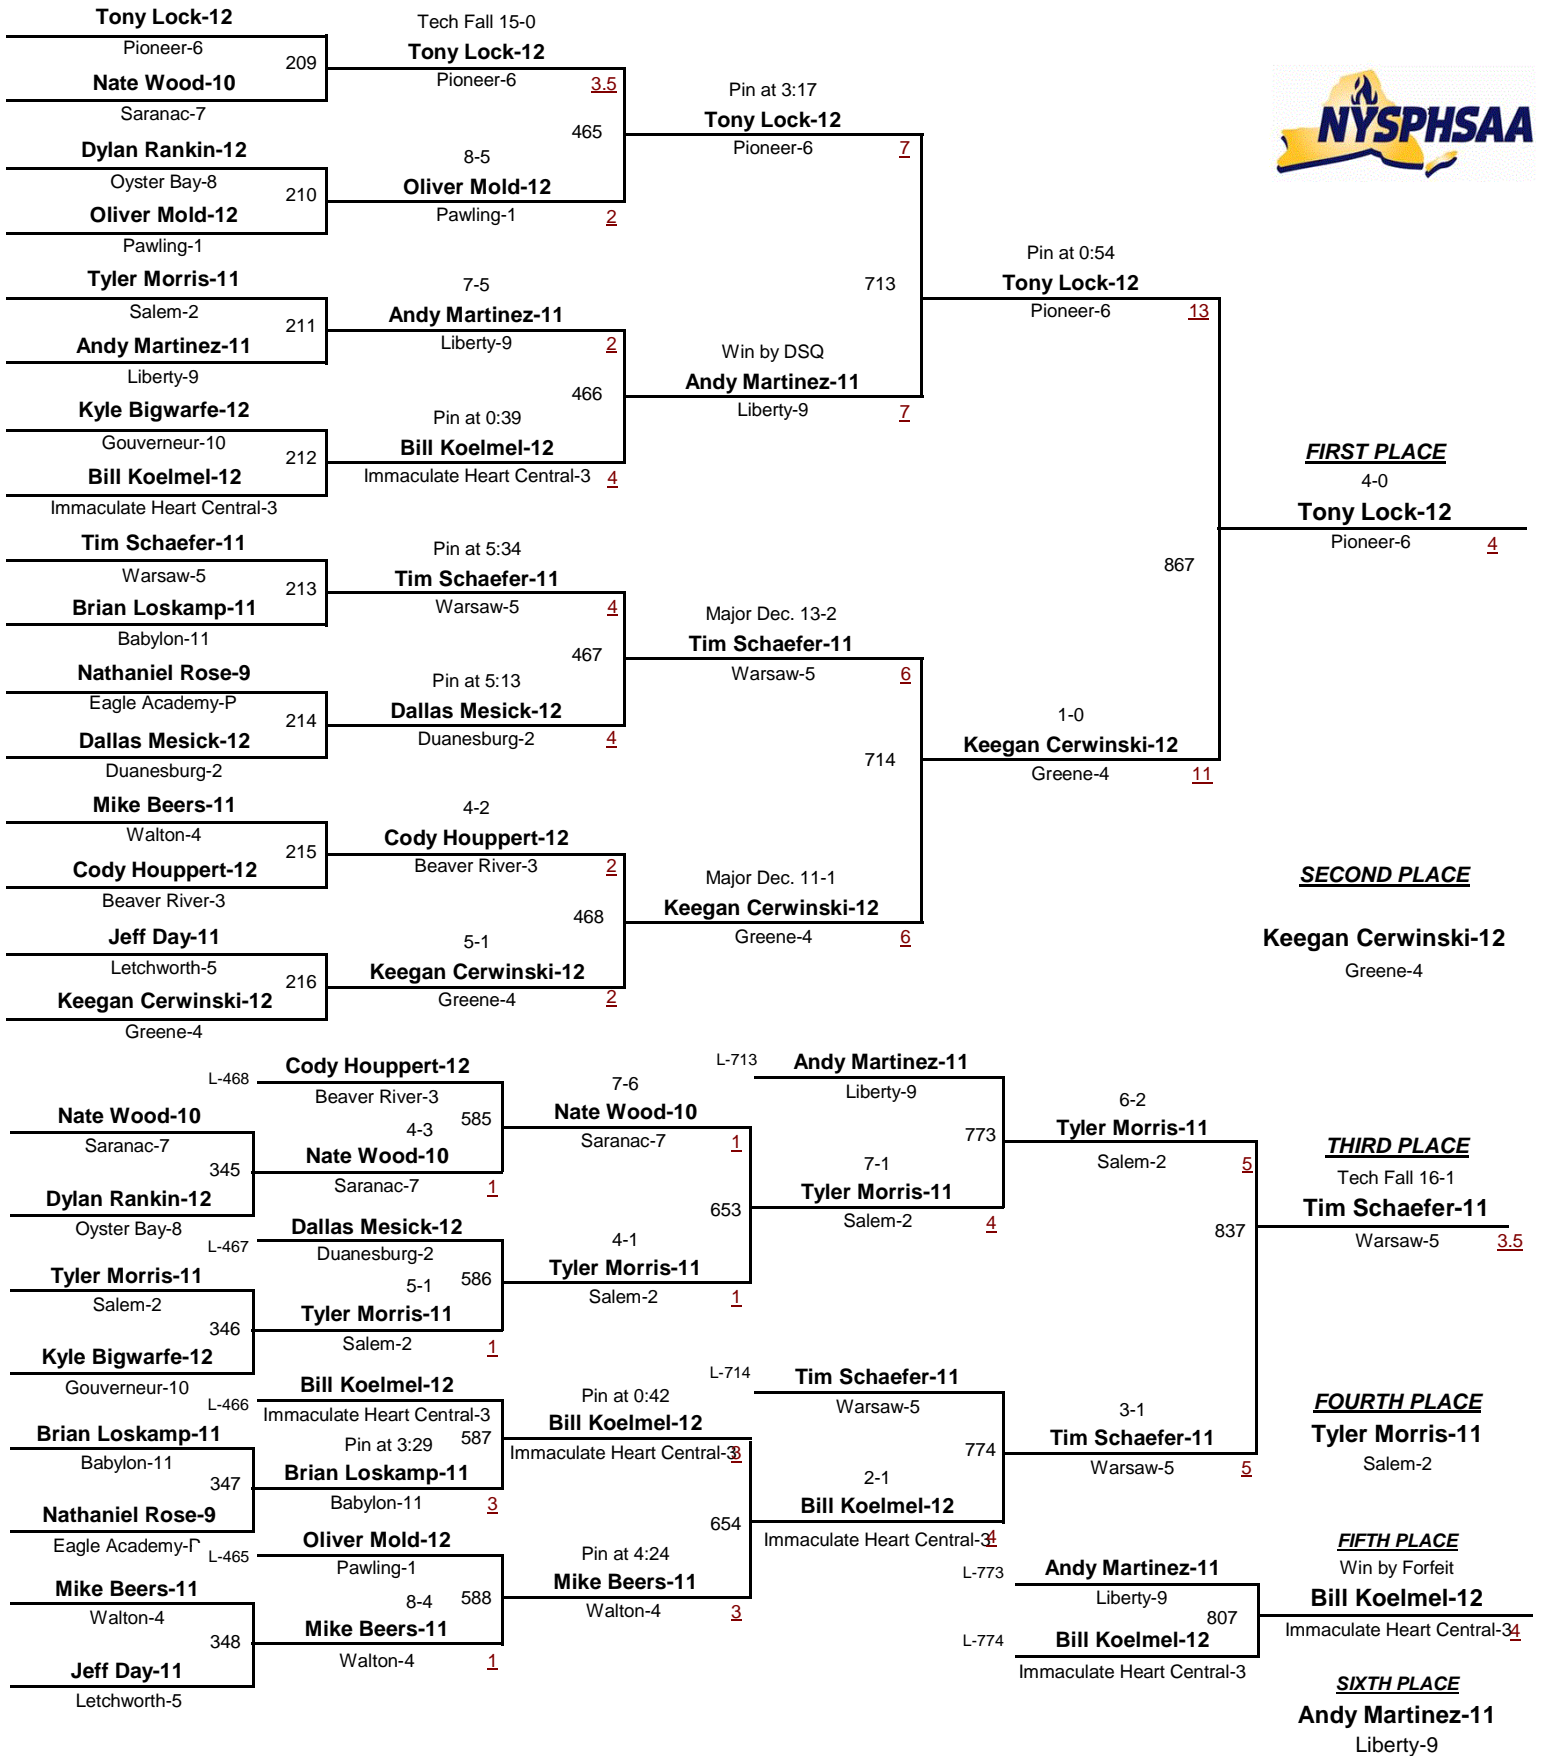 Tony Lock-12
Pioneer-6
209
Nate Wood-10
Saranac-7
Dylan Rankin-12
Oyster Bay-8
210
Oliver Mold-12
Pawling-1
Tyler Morris-11
Salem-2
211
Andy Martinez-11
Liberty-9
Kyle Bigwarfe-12
Gouverneur-10
212
Bill Koelmel-12
Immaculate Heart Central-3
Tim Schaefer-11
Warsaw-5
213
Brian Loskamp-11
Babylon-11
Nathaniel Rose-9
Eagle Academy-P
214
Dallas Mesick-12
Duanesburg-2
Mike Beers-11
Walton-4
215
Cody Houppert-12
Beaver River-3
Jeff Day-11
Letchworth-5
216
Keegan Cerwinski-12
Greene-4
Tech Fall 15-0
Tony Lock-12
Pioneer-6
3.5
465
8-5
Oliver Mold-12
Pawling-1
2
7-5
Andy Martinez-11
Liberty-9
2
466
Pin at 0:39
Bill Koelmel-12
Immaculate Heart Central-3
4
Pin at 5:34
Tim Schaefer-11
Warsaw-5
4
467
Pin at 5:13
Dallas Mesick-12
Duanesburg-2
4
4-2
Cody Houppert-12
Beaver River-3
2
468
5-1
Keegan Cerwinski-12
Greene-4
2
Pin at 3:17
Tony Lock-12
Pioneer-6
7
713
Win by DSQ
Andy Martinez-11
Liberty-9
7
Major Dec. 13-2
Tim Schaefer-11
Warsaw-5
6
714
Major Dec. 11-1
Keegan Cerwinski-12
Greene-4
6
NYSPHSAA
Pin at 0:54
Tony Lock-12
Pioneer-6
13
867
1-0
Keegan Cerwinski-12
Greene-4
11
FIRST PLACE
4-0
Tony Lock-12
Pioneer-6
4
SECOND PLACE
Keegan Cerwinski-12
Greene-4
L-468
Cody Houppert-12
Beaver River-3
585
Nate Wood-10
Saranac-7
345
Dylan Rankin-12
Oyster Bay-8
4-3
Nate Wood-10
Saranac-7
1
L-467
Dallas Mesick-12
Duanesburg-2
586
Tyler Morris-11
Salem-2
346
Kyle Bigwarfe-12
Gouverneur-10
5-1
Tyler Morris-11
Salem-2
1
L-466
Bill Koelmel-12
Immaculate Heart Central-3
587
Brian Loskamp-11
Babylon-11
347
Nathaniel Rose-9
Eagle Academy-P
Pin at 3:29
Brian Loskamp-11
Babylon-11
3
L-465
Oliver Mold-12
Pawling-1
588
Mike Beers-11
Walton-4
348
Jeff Day-11
Letchworth-5
8-4
Mike Beers-11
Walton-4
1
7-6
Nate Wood-10
Saranac-7
1
653
4-1
Tyler Morris-11
Salem-2
1
Pin at 0:42
Bill Koelmel-12
Immaculate Heart Central-3
3
654
Pin at 4:24
Mike Beers-11
Walton-4
3
L-713
Andy Martinez-11
Liberty-9
773
7-1
Tyler Morris-11
Salem-2
4
L-714
Tim Schaefer-11
Warsaw-5
774
2-1
Bill Koelmel-12
Immaculate Heart Central-3
4
6-2
Tyler Morris-11
Salem-2
5
837
3-1
Tim Schaefer-11
Warsaw-5
5
THIRD PLACE
Tech Fall 16-1
Tim Schaefer-11
Warsaw-5
3.5
FOURTH PLACE
Tyler Morris-11
Salem-2
L-773
Andy Martinez-11
Liberty-9
807
L-774
Bill Koelmel-12
Immaculate Heart Central-3
FIFTH PLACE
Win by Forfeit
Bill Koelmel-12
Immaculate Heart Central-3
4
SIXTH PLACE
Andy Martinez-11
Liberty-9